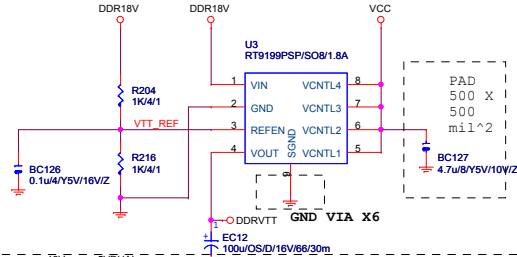 DDR18V DDR18V VCC
U3
RT9199PSP/SO8/1.8A
1 VIN VCNTL4 8
2 GND VCNTL3 7
3 REFEN VCNTL2 6
4 VOUT VCNTL1 5
SGND
9
R204
1K/4/1
VTT_REF
R216
1K/4/1
BC126
0.1u/4/Y5V/16V/Z
PAD
500 X
500
mil^2
BC127
4.7u/8/Y5V/10V/Z
GND VIA X6
DDRVTT
1
+
EC12
100u/OS/D/16V/66/30m